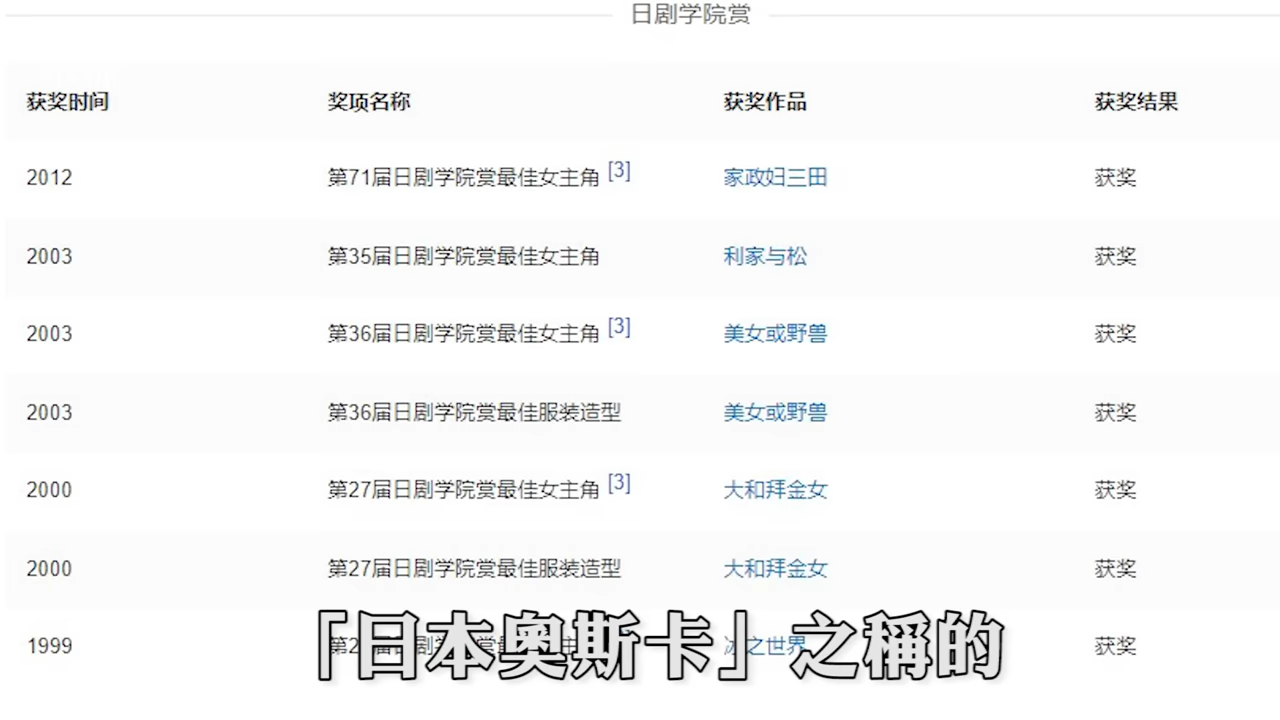 日剧学院赏
获奖时间 奖项名称 获奖作品 获奖结果
2012 第71届日剧学院赏最佳女主角 [3] 家政妇三田 获奖
2003 第35届日剧学院赏最佳女主角 利家与松 获奖
2003 第36届日剧学院赏最佳女主角 [3] 美女或野兽 获奖
2003 第36届日剧学院赏最佳服装造型 美女或野兽 获奖
2000 第27届日剧学院赏最佳女主角 [3] 大和拜金女 获奖
2000 第27届日剧学院赏最佳服装造型 大和拜金女 获奖
1999 冰之世界 获奖
「日本奧斯卡」之稱的